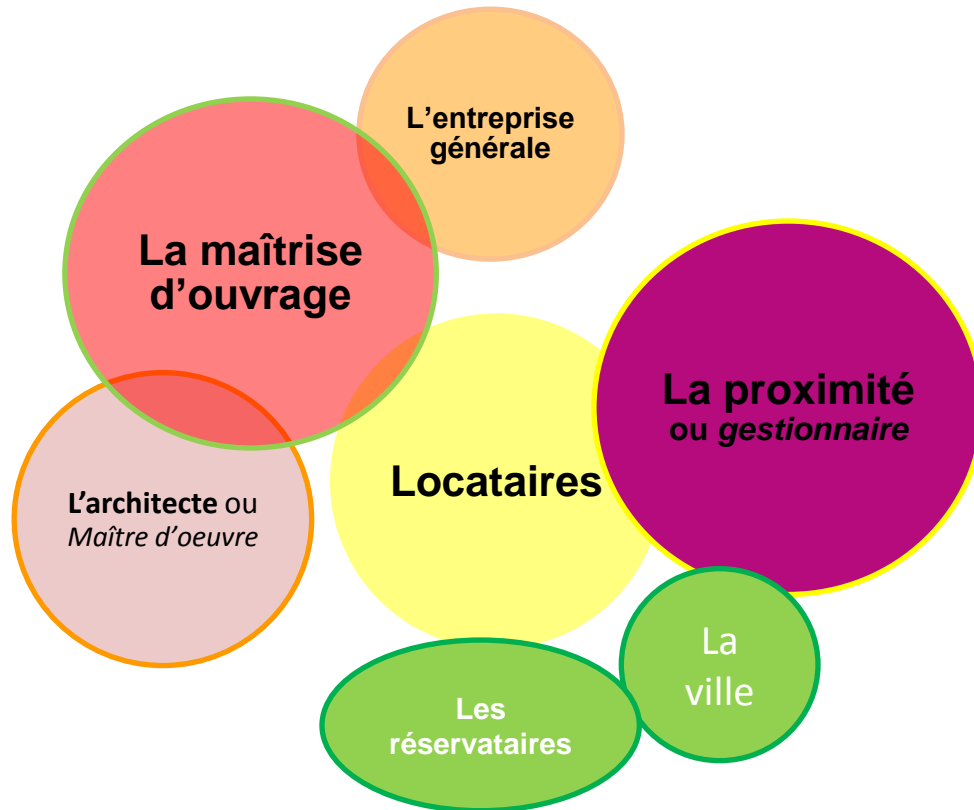 L'entreprise
générale
La maîtrise
d'ouvrage
La proximité
ou gestionnaire
Locataires
L'architecte ou
Maître d'oeuvre
La
ville
Les
réservataires